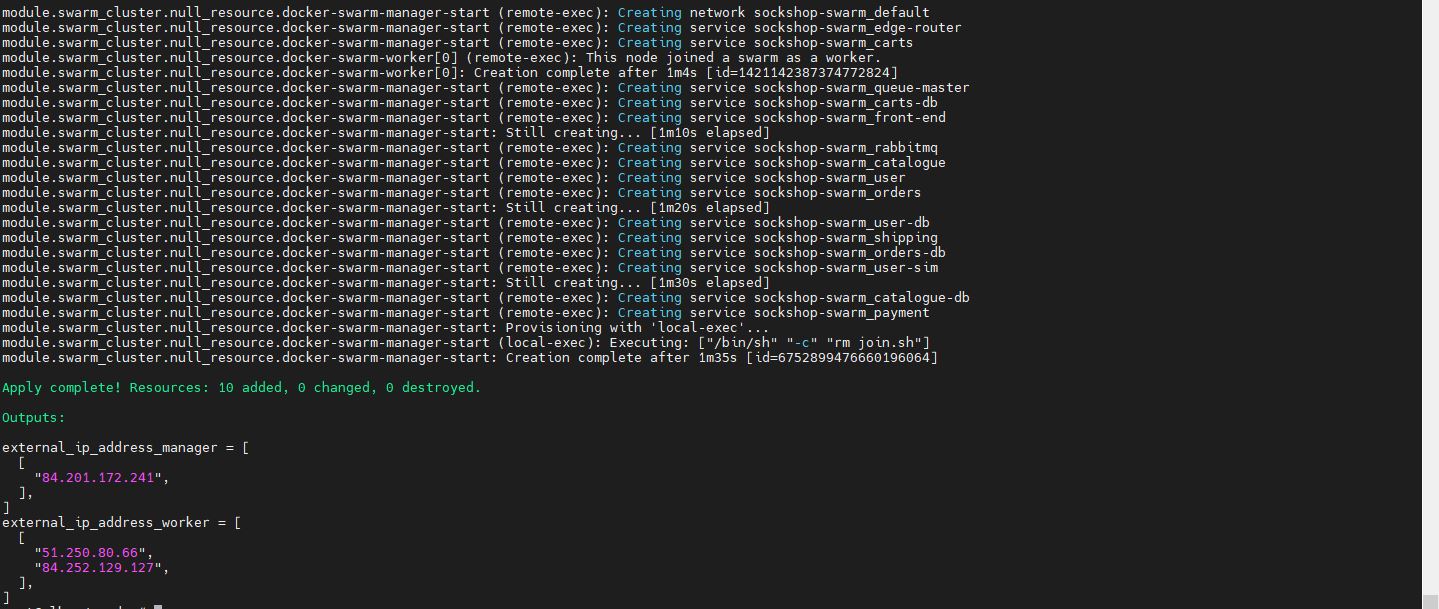 module.swarm_cluster.null_resource.docker-swarm-manager-start (remote-exec): Creating network sockshop-swarm_default
module.swarm_cluster.null_resource.docker-swarm-manager-start (remote-exec): Creating service sockshop-swarm_edge-router
module.swarm_cluster.null_resource.docker-swarm-manager-start (remote-exec): Creating service sockshop-swarm_carts
module.swarm_cluster.null_resource.docker-swarm-worker[0] (remote-exec): This node joined a swarm as a worker.
module.swarm_cluster.null_resource.docker-swarm-worker[0]: Creation complete after 1m4s [id=1421142387374772824]
module.swarm_cluster.null_resource.docker-swarm-manager-start (remote-exec): Creating service sockshop-swarm_queue-master
module.swarm_cluster.null_resource.docker-swarm-manager-start (remote-exec): Creating service sockshop-swarm_carts-db
module.swarm_cluster.null_resource.docker-swarm-manager-start (remote-exec): Creating service sockshop-swarm_front-end
module.swarm_cluster.null_resource.docker-swarm-manager-start: Still creating... [1m10s elapsed]
module.swarm_cluster.null_resource.docker-swarm-manager-start (remote-exec): Creating service sockshop-swarm_rabbitmq
module.swarm_cluster.null_resource.docker-swarm-manager-start (remote-exec): Creating service sockshop-swarm_catalogue
module.swarm_cluster.null_resource.docker-swarm-manager-start (remote-exec): Creating service sockshop-swarm_user
module.swarm_cluster.null_resource.docker-swarm-manager-start (remote-exec): Creating service sockshop-swarm_orders
module.swarm_cluster.null_resource.docker-swarm-manager-start: Still creating... [1m20s elapsed]
module.swarm_cluster.null_resource.docker-swarm-manager-start (remote-exec): Creating service sockshop-swarm_user-db
module.swarm_cluster.null_resource.docker-swarm-manager-start (remote-exec): Creating service sockshop-swarm_shipping
module.swarm_cluster.null_resource.docker-swarm-manager-start (remote-exec): Creating service sockshop-swarm_orders-db
module.swarm_cluster.null_resource.docker-swarm-manager-start (remote-exec): Creating service sockshop-swarm_user-sim
module.swarm_cluster.null_resource.docker-swarm-manager-start: Still creating... [1m30s elapsed]
module.swarm_cluster.null_resource.docker-swarm-manager-start (remote-exec): Creating service sockshop-swarm_catalogue-db
module.swarm_cluster.null_resource.docker-swarm-manager-start (remote-exec): Creating service sockshop-swarm_payment
module.swarm_cluster.null_resource.docker-swarm-manager-start: Provisioning with 'local-exec'...
module.swarm_cluster.null_resource.docker-swarm-manager-start (local-exec): Executing: ["/bin/sh" "-c" "rm join.sh"]
module.swarm_cluster.null_resource.docker-swarm-manager-start: Creation complete after 1m35s [id=6752899476660196064]
Apply complete! Resources: 10 added, 0 changed, 0 destroyed.
Outputs:
external_ip_address_manager = [
  [
    "84.201.172.241",
  ],
]
external_ip_address_worker = [
  [
    "51.250.80.66",
    "84.252.129.127",
  ],
]